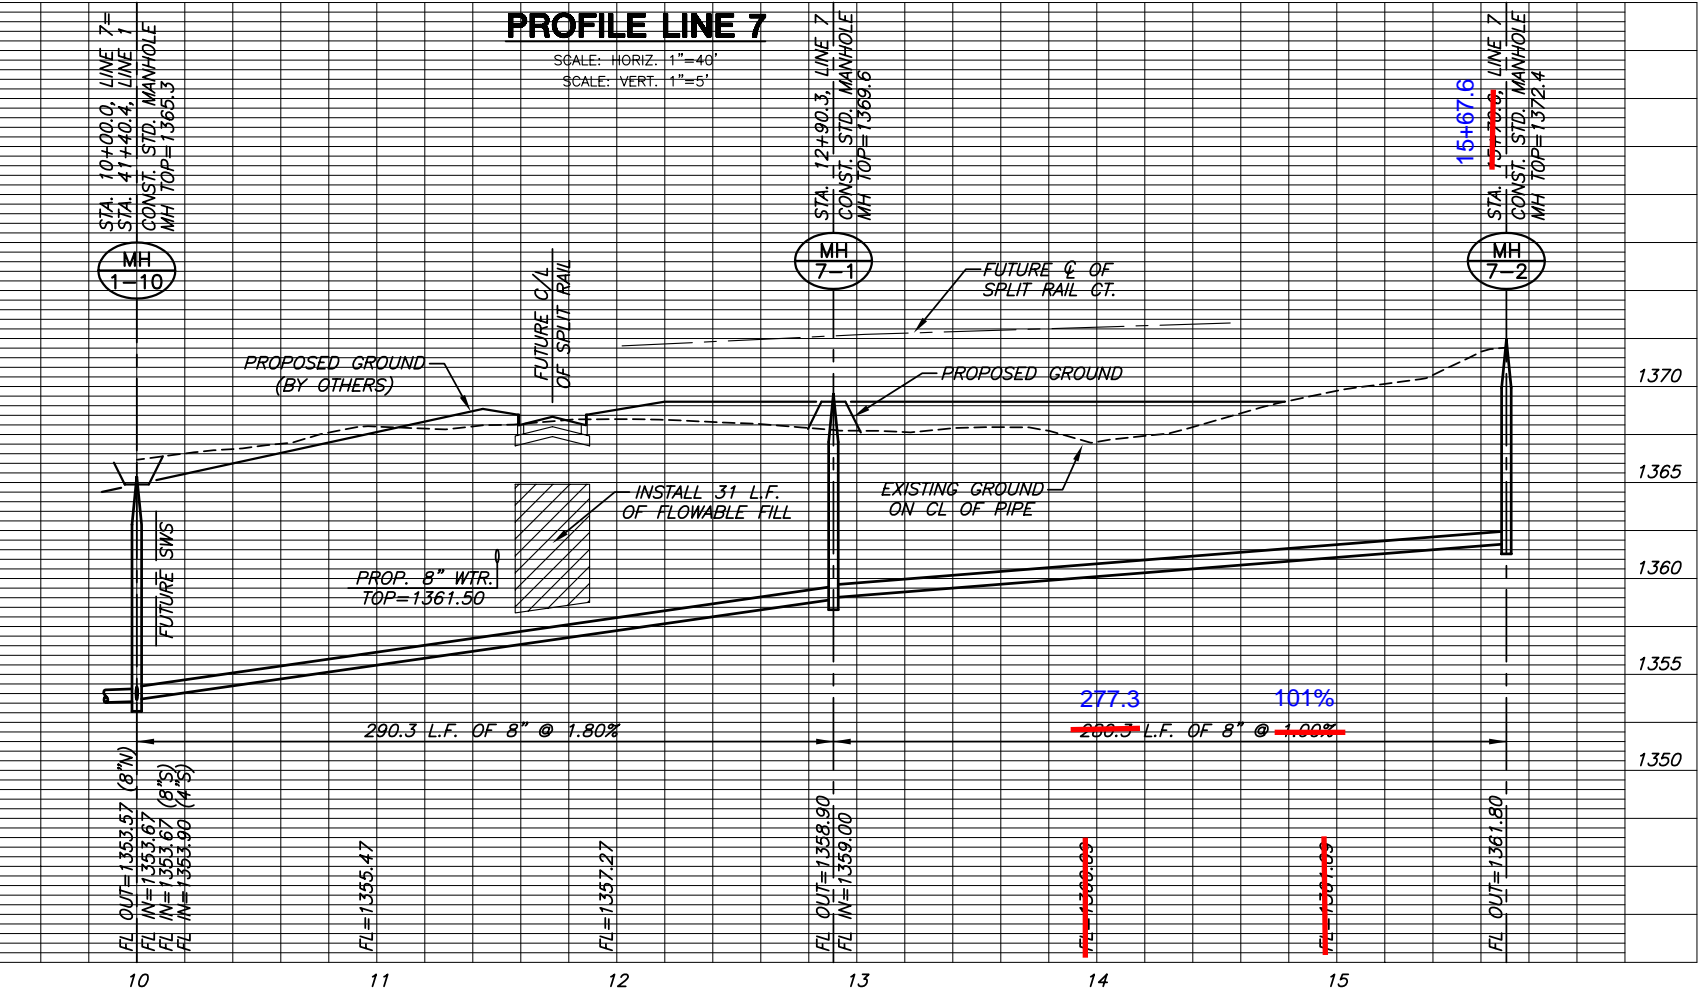 PROFILE LINE 7
SCALE: HORIZ. 1"=40'
SCALE: VERT. 1"=5'
STA. 10+00.0, LINE 7=
STA. 41+40.4, LINE 1
CONST. STD. MANHOLE
MH TOP=1365.3
STA. 12+90.3, LINE 7
CONST. STD. MANHOLE
MH TOP=1369.6
15+67.6
STA. LINE 7
CONST. STD. MANHOLE
MH TOP=1372.4
MH
1-10
MH
7-1
MH
7-2
FUTURE C/L
OF SPLIT RAIL
FUTURE ℄ OF
SPLIT RAIL CT.
PROPOSED GROUND
(BY OTHERS)
PROPOSED GROUND
1370
1365
1360
1355
1350
INSTALL 31 L.F.
OF FLOWABLE FILL
EXISTING GROUND
ON CL OF PIPE
FUTURE SWS
PROP. 8" WTR.
TOP=1361.50
277.3
101%
290.3 L.F. OF 8" @ 1.80%
280.3 L.F. OF 8" @ 1.00%
FL OUT=1353.57 (8"N)
FL IN=1353.67
FL IN=1353.67 (8"S)
FL IN=1353.90 (4"S)
FL=1355.47
FL=1357.27
FL OUT=1358.90
FL IN=1359.00
FL OUT=1361.80
10
11
12
13
14
15